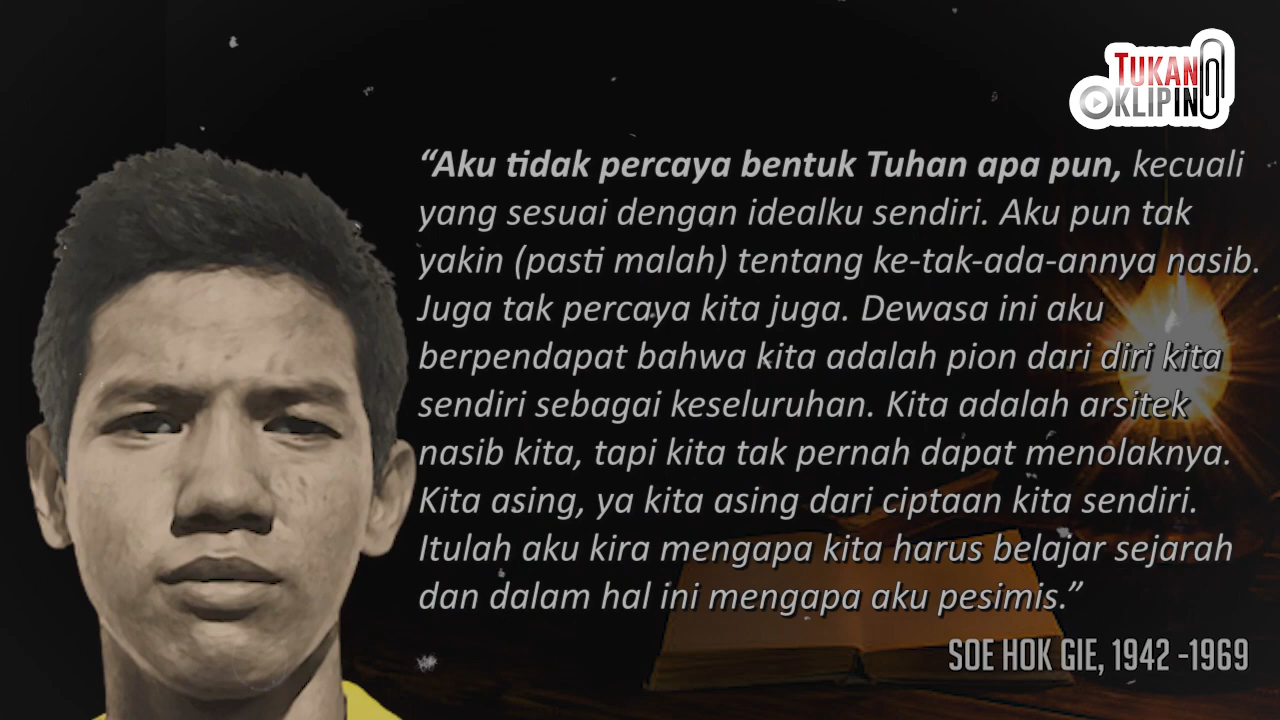 TUKANG
KLIPING
“Aku tidak percaya bentuk Tuhan apa pun, kecuali
yang sesuai dengan idealku sendiri. Aku pun tak
yakin (pasti malah) tentang ke-tak-ada-annya nasib.
Juga tak percaya kita juga. Dewasa ini aku
berpendapat bahwa kita adalah pion dari diri kita
sendiri sebagai keseluruhan. Kita adalah arsitek
nasib kita, tapi kita tak pernah dapat menolaknya.
Kita asing, ya kita asing dari ciptaan kita sendiri.
Itulah aku kira mengapa kita harus belajar sejarah
dan dalam hal ini mengapa aku pesimis.”
SOE HOK GIE, 1942 -1969